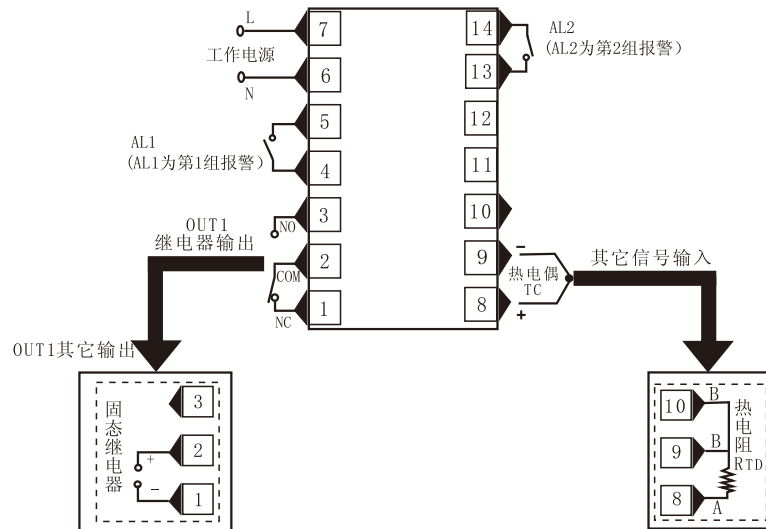 L
工作电源
N
7
6
5
4
3
2
1
AL1
(AL1为第1组报警)
OUT1
继电器输出
NO
COM
NC
14
13
12
11
10
9
8
AL2
(AL2为第2组报警)
−
热电偶
TC
+
其它信号输入
OUT1其它输出
固态继电器
3
2
1
+
−
10
9
8
B
B
A
热电阻
RTD